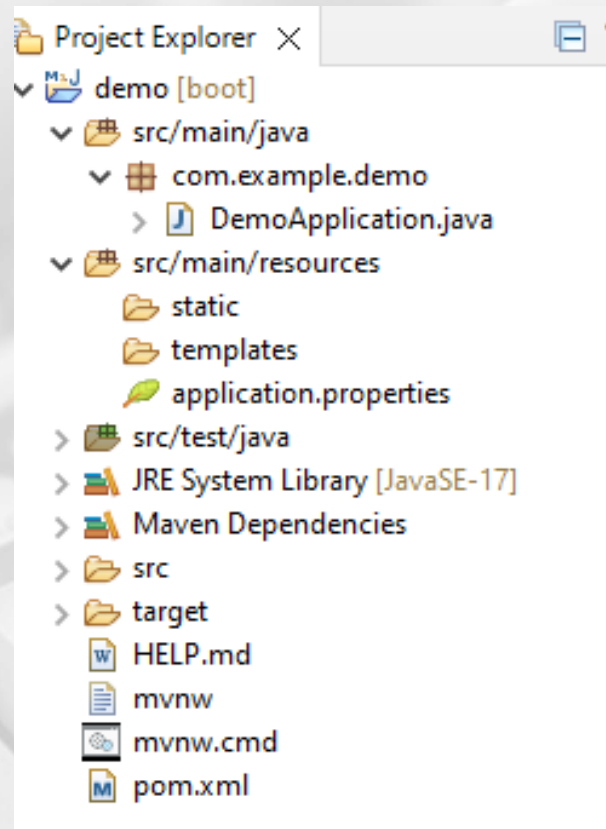 Project Explorer
demo [boot]
src/main/java
com.example.demo
DemoApplication.java
src/main/resources
static
templates
application.properties
src/test/java
JRE System Library [JavaSE-17]
Maven Dependencies
src
target
HELP.md
mvnw
mvnw.cmd
pom.xml